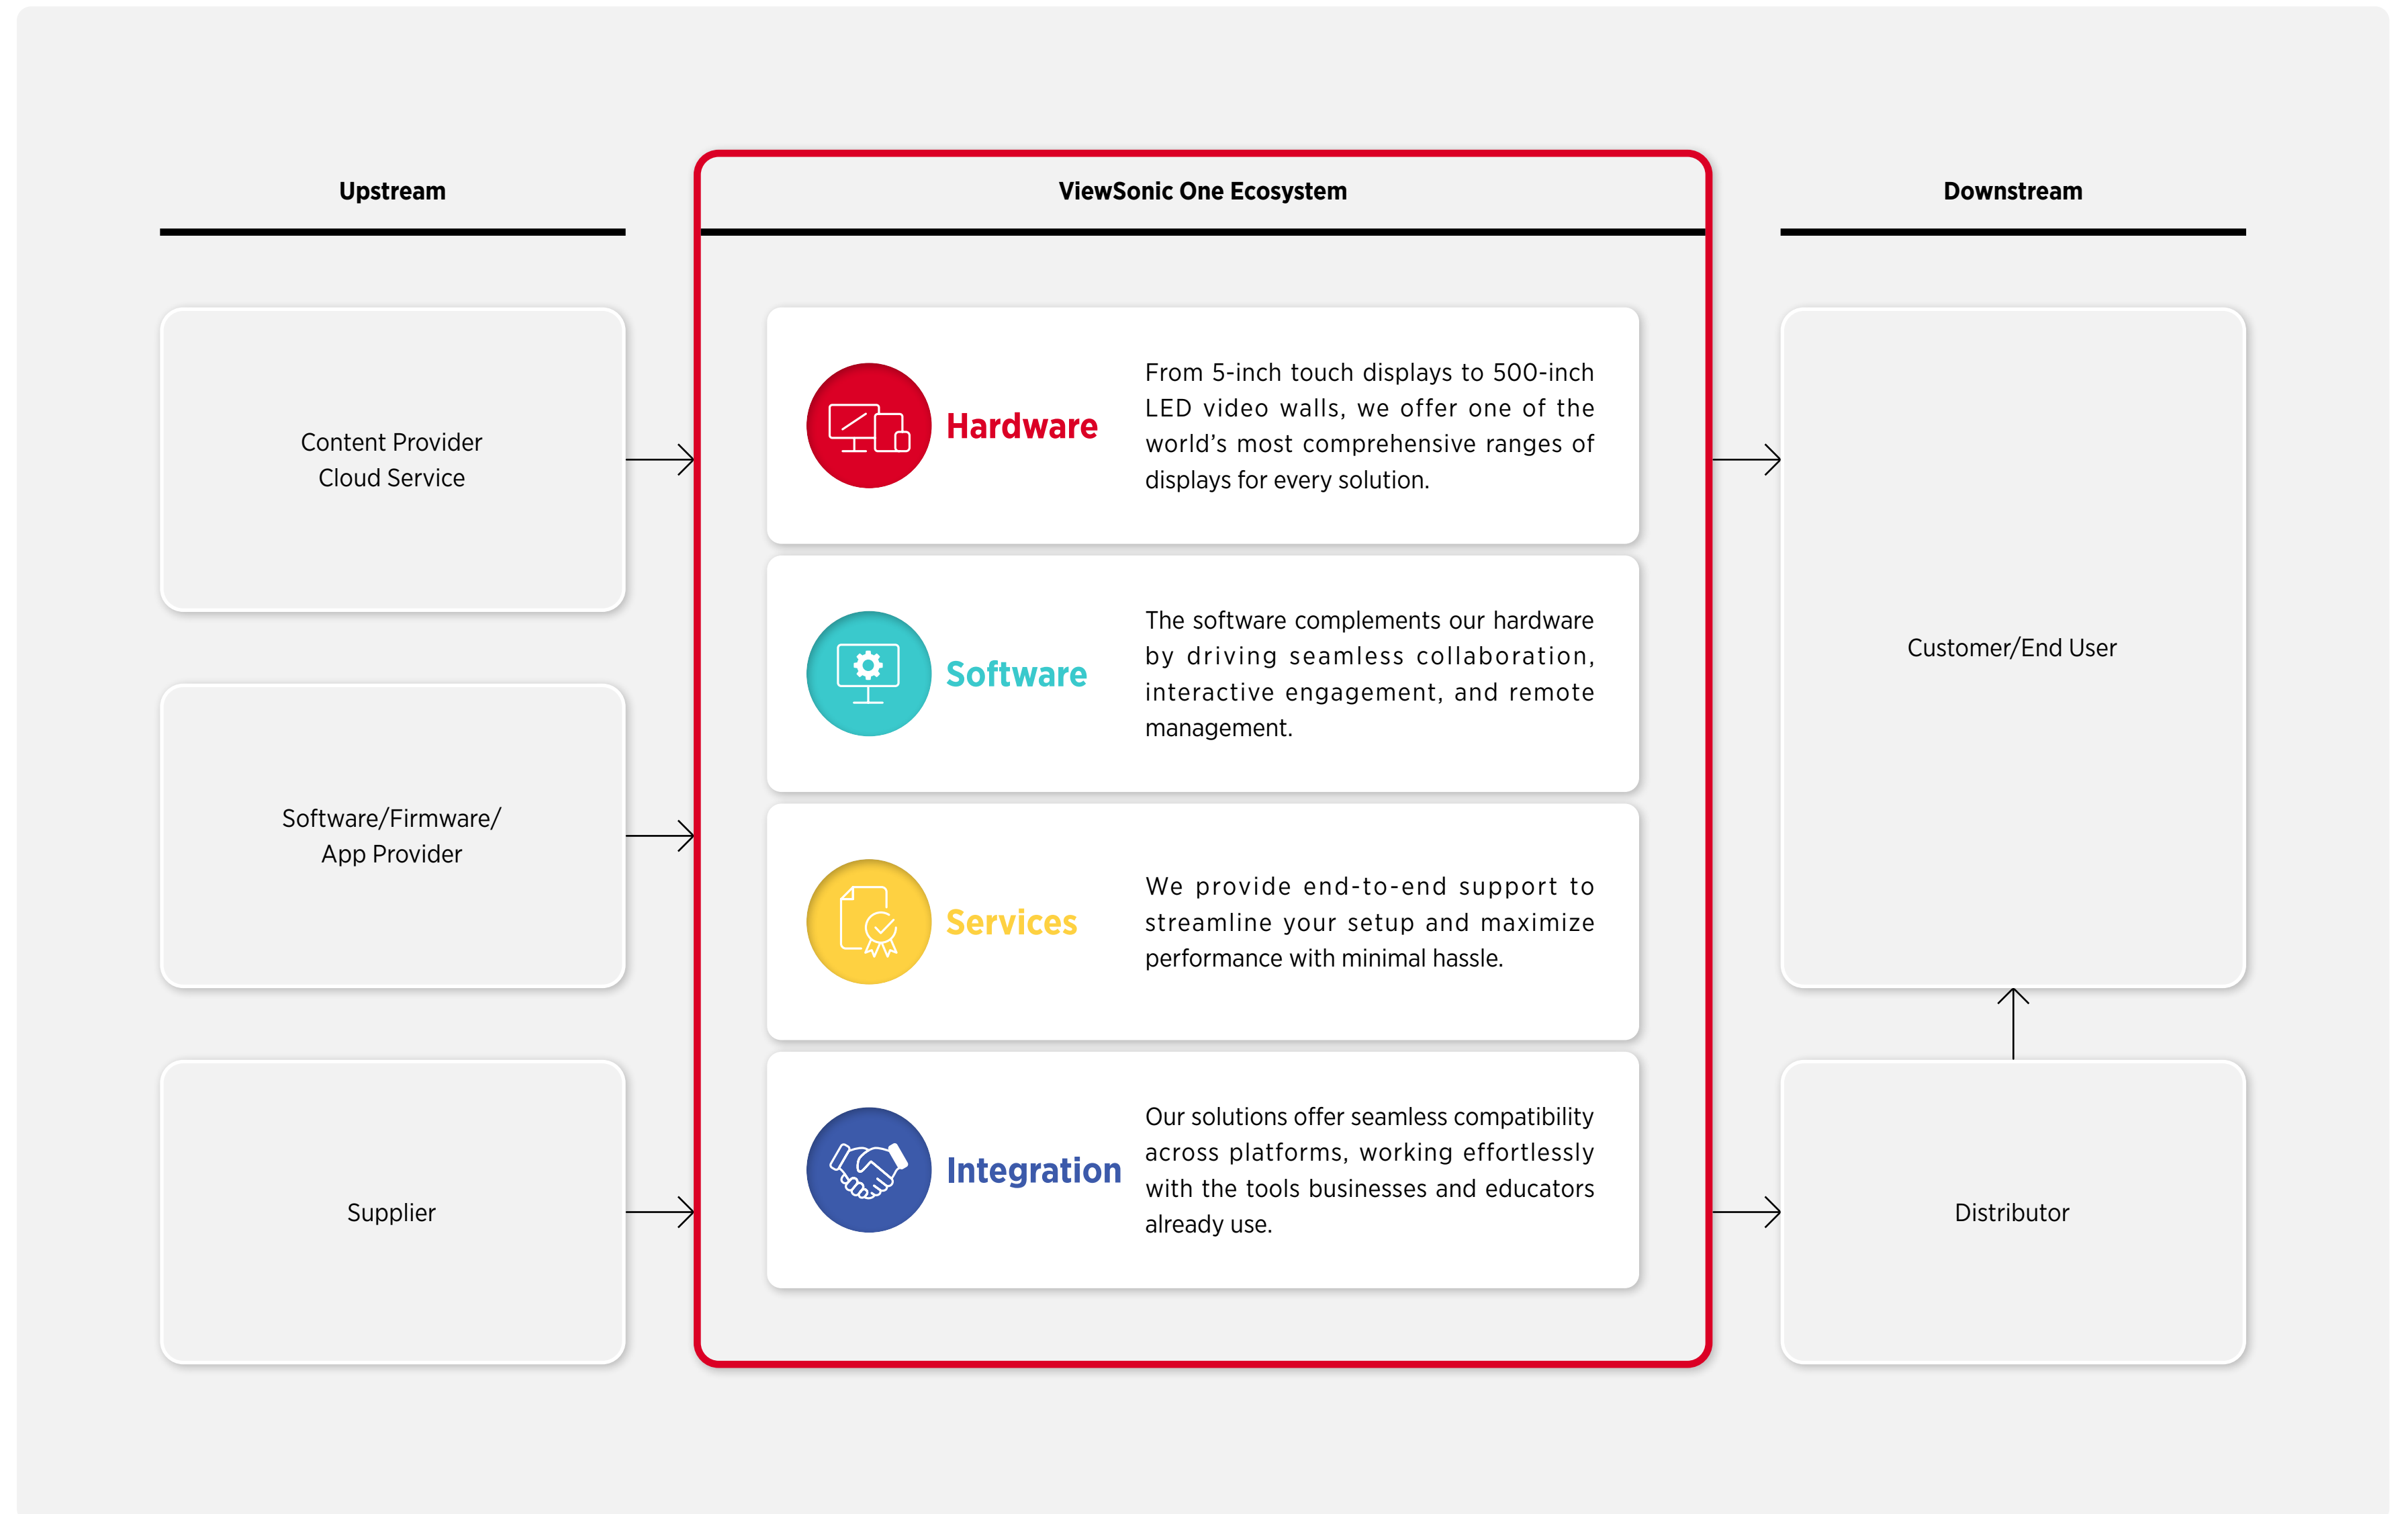 Upstream
Content Provider
Cloud Service
Software/Firmware/
App Provider
Supplier
ViewSonic One Ecosystem
Hardware
From 5-inch touch displays to 500-inch
LED video walls, we offer one of the
world’s most comprehensive ranges of
displays for every solution.
Software
The software complements our hardware
by driving seamless collaboration,
interactive engagement, and remote
management.
Services
We provide end-to-end support to
streamline your setup and maximize
performance with minimal hassle.
Integration
Our solutions offer seamless compatibility
across platforms, working effortlessly
with the tools businesses and educators
already use.
Downstream
Customer/End User
Distributor